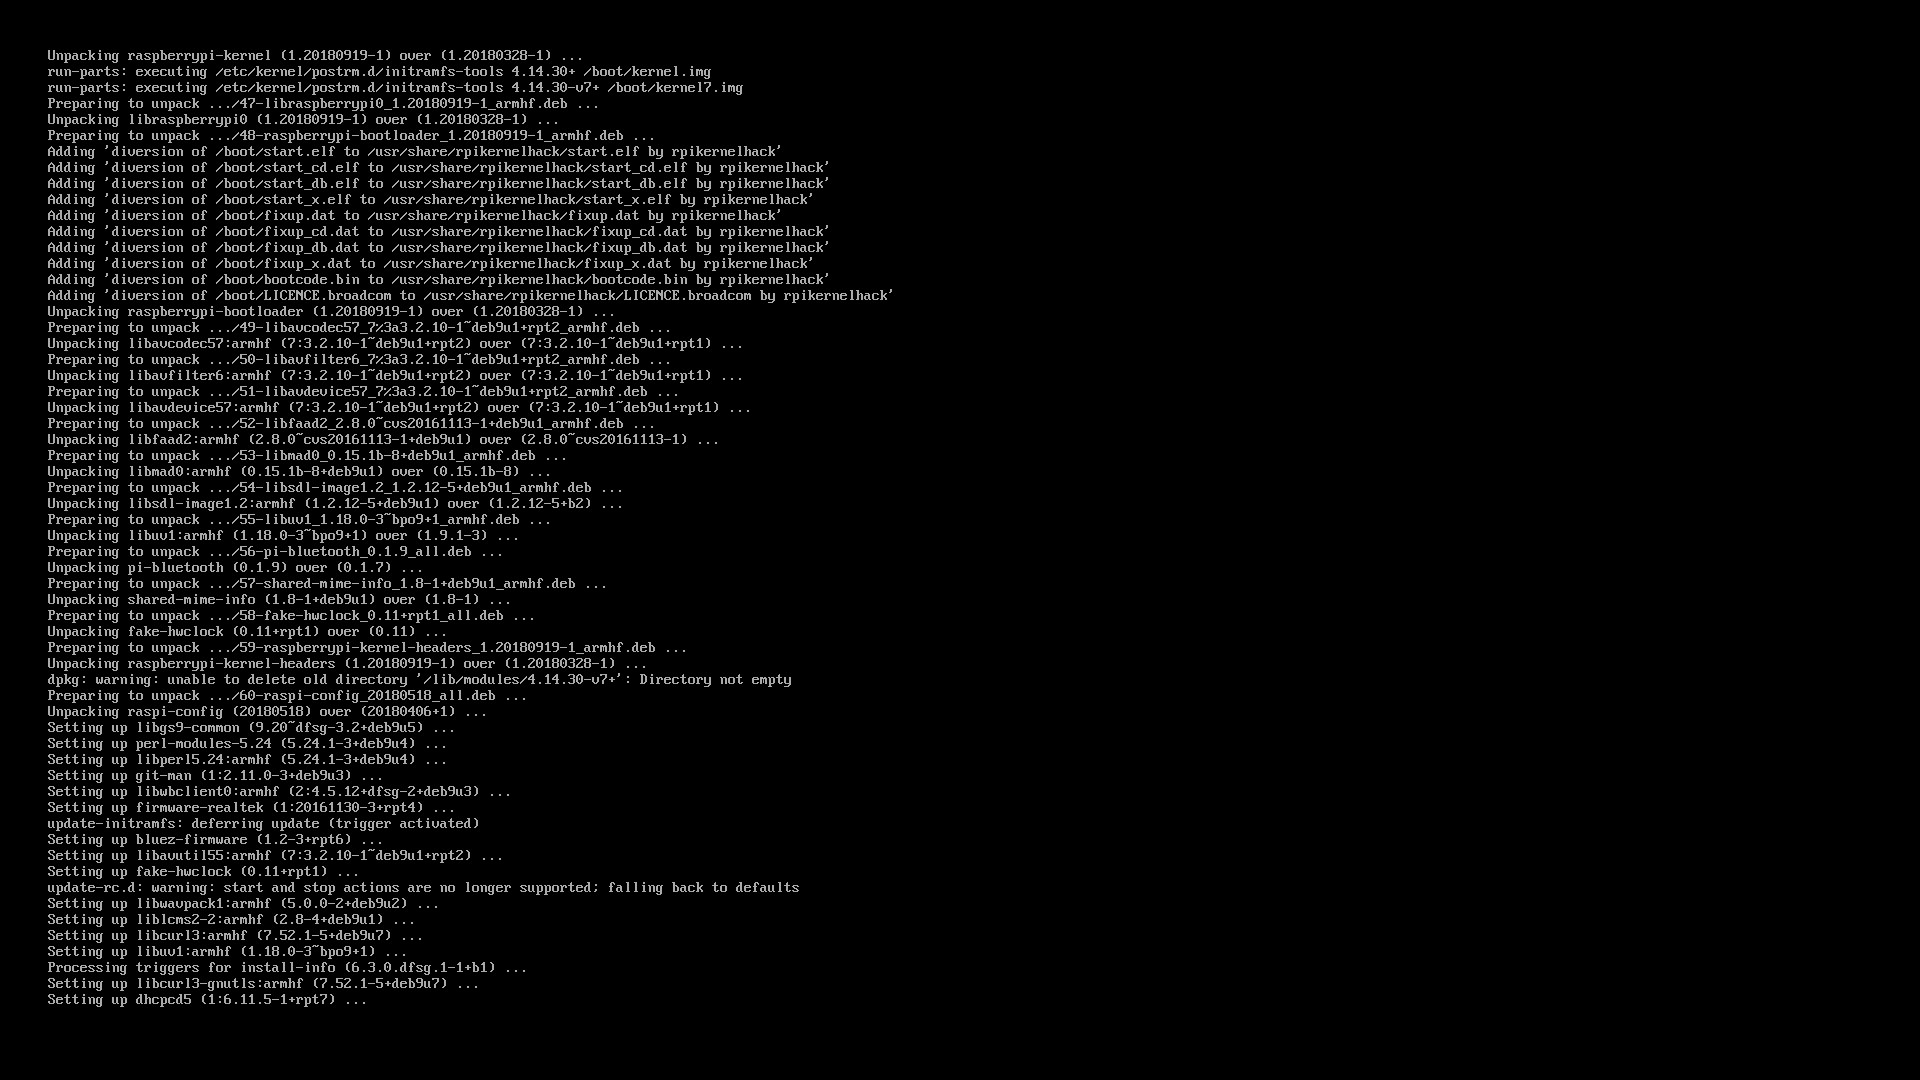 Unpacking raspberrypi-kernel (1.20180919-1) over (1.20180328-1) ...
run-parts: executing /etc/kernel/postrm.d/initramfs-tools 4.14.30+ /boot/kernel.img
run-parts: executing /etc/kernel/postrm.d/initramfs-tools 4.14.30-v7+ /boot/kernel7.img
Preparing to unpack .../47-libraspberrypi0_1.20180919-1_armhf.deb ...
Unpacking libraspberrypi0 (1.20180919-1) over (1.20180328-1) ...
Preparing to unpack .../48-raspberrypi-bootloader_1.20180919-1_armhf.deb ...
Adding 'diversion of /boot/start.elf to /usr/share/rpikernelhack/start.elf by rpikernelhack'
Adding 'diversion of /boot/start_cd.elf to /usr/share/rpikernelhack/start_cd.elf by rpikernelhack'
Adding 'diversion of /boot/start_db.elf to /usr/share/rpikernelhack/start_db.elf by rpikernelhack'
Adding 'diversion of /boot/start_x.elf to /usr/share/rpikernelhack/start_x.elf by rpikernelhack'
Adding 'diversion of /boot/fixup.dat to /usr/share/rpikernelhack/fixup.dat by rpikernelhack'
Adding 'diversion of /boot/fixup_cd.dat to /usr/share/rpikernelhack/fixup_cd.dat by rpikernelhack'
Adding 'diversion of /boot/fixup_db.dat to /usr/share/rpikernelhack/fixup_db.dat by rpikernelhack'
Adding 'diversion of /boot/fixup_x.dat to /usr/share/rpikernelhack/fixup_x.dat by rpikernelhack'
Adding 'diversion of /boot/bootcode.bin to /usr/share/rpikernelhack/bootcode.bin by rpikernelhack'
Adding 'diversion of /boot/LICENCE.broadcom to /usr/share/rpikernelhack/LICENCE.broadcom by rpikernelhack'
Unpacking raspberrypi-bootloader (1.20180919-1) over (1.20180328-1) ...
Preparing to unpack .../49-libavcodec57_7%3a3.2.10-1~deb9u1+rpt2_armhf.deb ...
Unpacking libavcodec57:armhf (7:3.2.10-1~deb9u1+rpt2) over (7:3.2.10-1~deb9u1+rpt1) ...
Preparing to unpack .../50-libavfilter6_7%3a3.2.10-1~deb9u1+rpt2_armhf.deb ...
Unpacking libavfilter6:armhf (7:3.2.10-1~deb9u1+rpt2) over (7:3.2.10-1~deb9u1+rpt1) ...
Preparing to unpack .../51-libavdevice57_7%3a3.2.10-1~deb9u1+rpt2_armhf.deb ...
Unpacking libavdevice57:armhf (7:3.2.10-1~deb9u1+rpt2) over (7:3.2.10-1~deb9u1+rpt1) ...
Preparing to unpack .../52-libfaad2_2.8.0~cvs20161113-1+deb9u1_armhf.deb ...
Unpacking libfaad2:armhf (2.8.0~cvs20161113-1+deb9u1) over (2.8.0~cvs20161113-1) ...
Preparing to unpack .../53-libmad0_0.15.1b-8+deb9u1_armhf.deb ...
Unpacking libmad0:armhf (0.15.1b-8+deb9u1) over (0.15.1b-8) ...
Preparing to unpack .../54-libsdl-image1.2_1.2.12-5+deb9u1_armhf.deb ...
Unpacking libsdl-image1.2:armhf (1.2.12-5+deb9u1) over (1.2.12-5+b2) ...
Preparing to unpack .../55-libuv1_1.18.0-3~bpo9+1_armhf.deb ...
Unpacking libuv1:armhf (1.18.0-3~bpo9+1) over (1.9.1-3) ...
Preparing to unpack .../56-pi-bluetooth_0.1.9_all.deb ...
Unpacking pi-bluetooth (0.1.9) over (0.1.7) ...
Preparing to unpack .../57-shared-mime-info_1.8-1+deb9u1_armhf.deb ...
Unpacking shared-mime-info (1.8-1+deb9u1) over (1.8-1) ...
Preparing to unpack .../58-fake-hwclock_0.11+rpt1_all.deb ...
Unpacking fake-hwclock (0.11+rpt1) over (0.11) ...
Preparing to unpack .../59-raspberrypi-kernel-headers_1.20180919-1_armhf.deb ...
Unpacking raspberrypi-kernel-headers (1.20180919-1) over (1.20180328-1) ...
dpkg: warning: unable to delete old directory '/lib/modules/4.14.30-v7+': Directory not empty
Preparing to unpack .../60-raspi-config_20180518_all.deb ...
Unpacking raspi-config (20180518) over (20180406+1) ...
Setting up libgs9-common (9.20~dfsg-3.2+deb9u5) ...
Setting up perl-modules-5.24 (5.24.1-3+deb9u4) ...
Setting up libperl5.24:armhf (5.24.1-3+deb9u4) ...
Setting up git-man (1:2.11.0-3+deb9u3) ...
Setting up libwbclient0:armhf (2:4.5.12+dfsg-2+deb9u3) ...
Setting up firmware-realtek (1:20161130-3+rpt4) ...
update-initramfs: deferring update (trigger activated)
Setting up bluez-firmware (1.2-3+rpt6) ...
Setting up libavutil55:armhf (7:3.2.10-1~deb9u1+rpt2) ...
Setting up fake-hwclock (0.11+rpt1) ...
update-rc.d: warning: start and stop actions are no longer supported; falling back to defaults
Setting up libwavpack1:armhf (5.0.0-2+deb9u2) ...
Setting up liblcms2-2:armhf (2.8-4+deb9u1) ...
Setting up libcurl3:armhf (7.52.1-5+deb9u7) ...
Setting up libuv1:armhf (1.18.0-3~bpo9+1) ...
Processing triggers for install-info (6.3.0.dfsg.1-1+b1) ...
Setting up libcurl3-gnutls:armhf (7.52.1-5+deb9u7) ...
Setting up dhcpcd5 (1:6.11.5-1+rpt7) ...